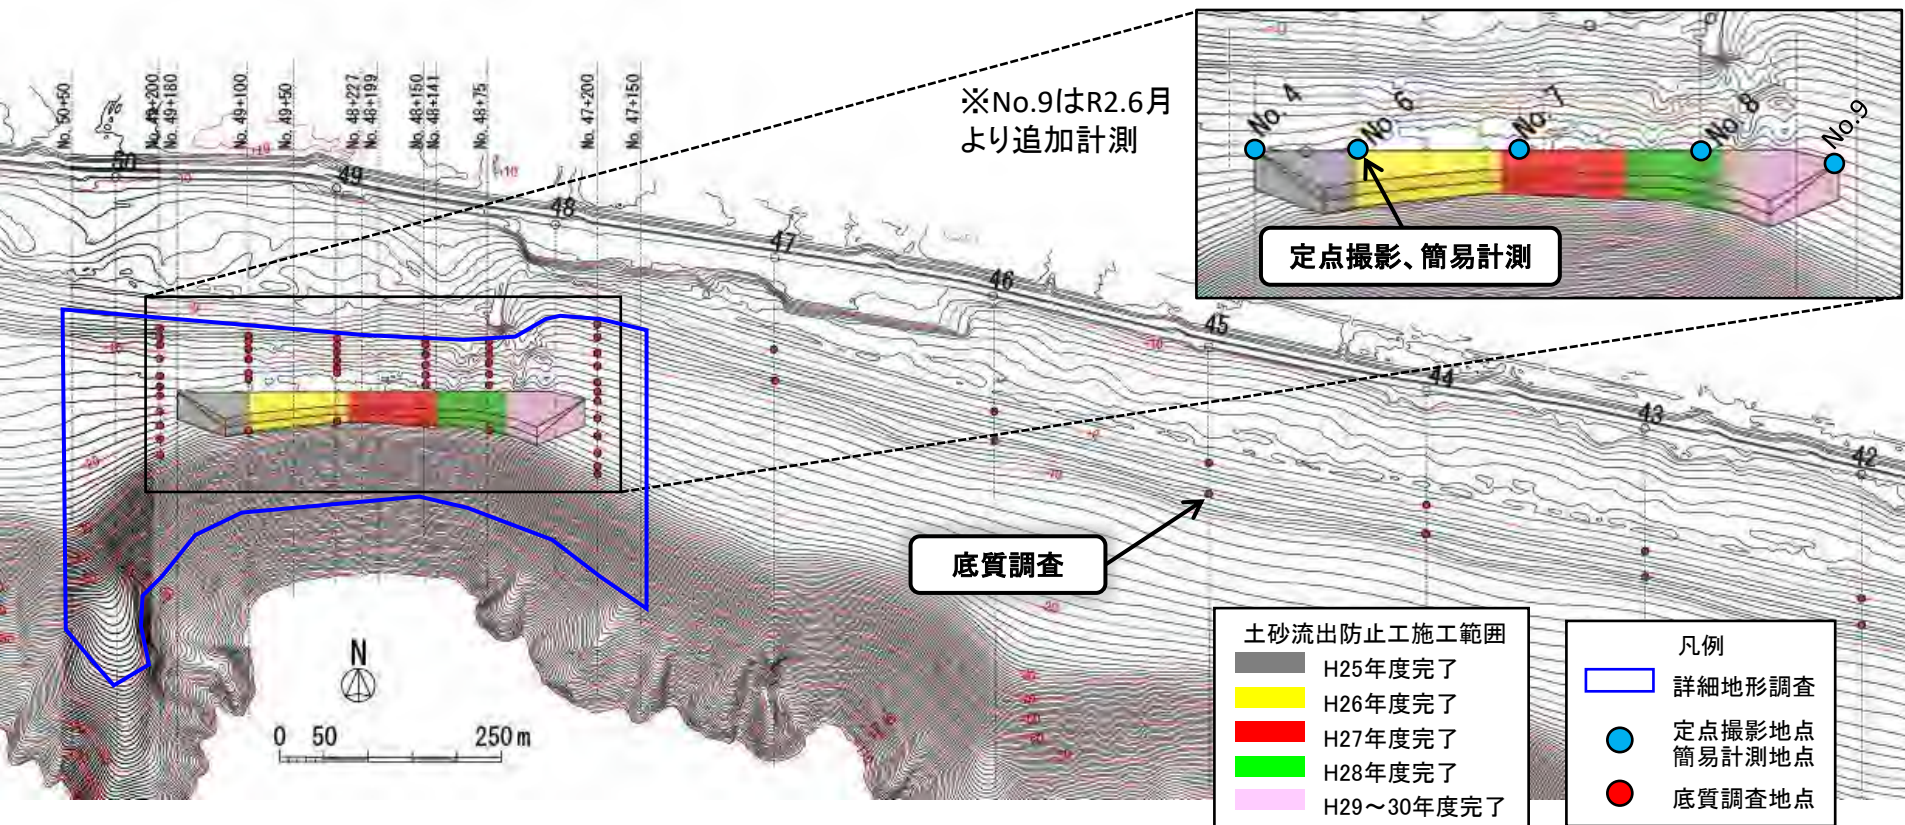 No. 50+50
No. 49+200
No. 49+180
No. 49+100
No. 49+50
No. 48+227
No. 48+199
No. 48+150
No. 48+141
No. 48+75
No. 47+200
No. 47+150
※No.9はR2.6月
より追加計測
No. 4
No. 6
No. 7
No. 8
No.9
定点撮影、簡易計測
50
49
48
47
46
45
44
43
42
底質調査
N
0 50 250m
土砂流出防止工施工範囲
H25年度完了
H26年度完了
H27年度完了
H28年度完了
H29～30年度完了
凡例
詳細地形調査
定点撮影地点
簡易計測地点
底質調査地点